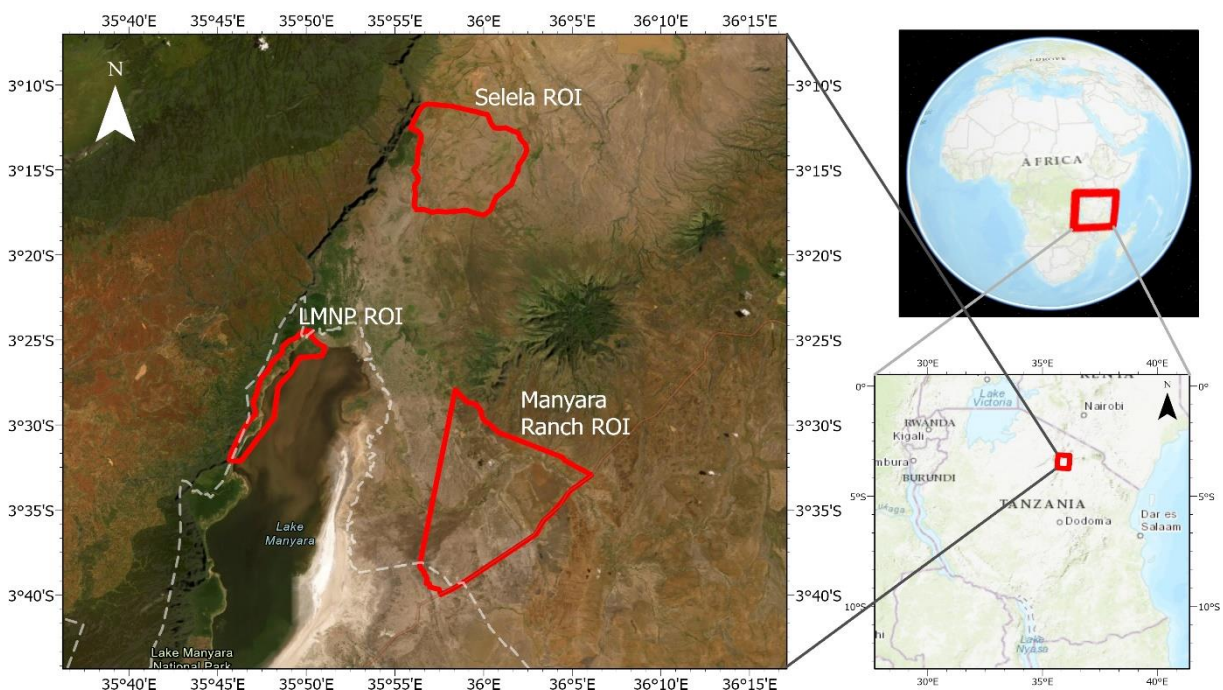 35°40'E 35°45'E 35°50'E 35°55'E 36°0'E 36°5'E 36°10'E 36°15'E
N
3°10'S
3°15'S
3°20'S
3°25'S
3°30'S
3°35'S
3°40'S
3°10'S
3°15'S
3°20'S
3°25'S
3°30'S
3°35'S
3°40'S
Selela ROI
LMNP ROI
Manyara
Ranch ROI
Lake
Manyara
Lake Manyara
National Park
35°40'E 35°45'E 35°50'E 35°55'E 36°0'E 36°5'E 36°10'E 36°15'E
EUROPE
AFRICA
30°E 35°E 40°E
0°
5°S
10°S
0°
5°S
10°S
N
KENYA
Lake
Victoria
Nairobi
RWANDA
Kigali
mbura
BURUNDI
TANZANIA
Dodoma
Dar es
Salaam
Lake
Nyasa
30°E 35°E 40°E